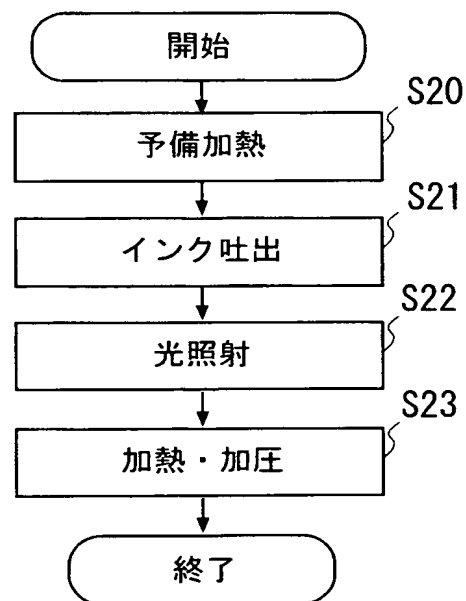 開始
S20
予備加熱
S21
インク吐出
S22
光照射
S23
加熱・加圧
終了